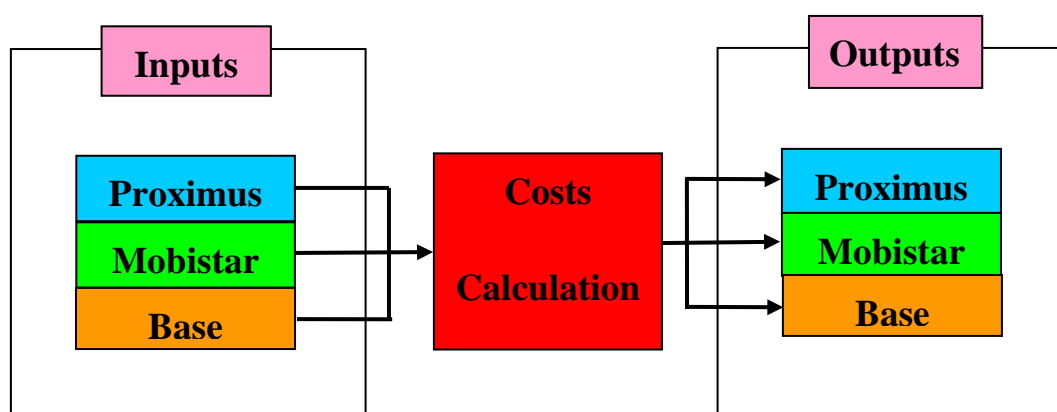 Inputs
Outputs
Proximus
Mobistar
Base
Costs
Calculation
Proximus
Mobistar
Base